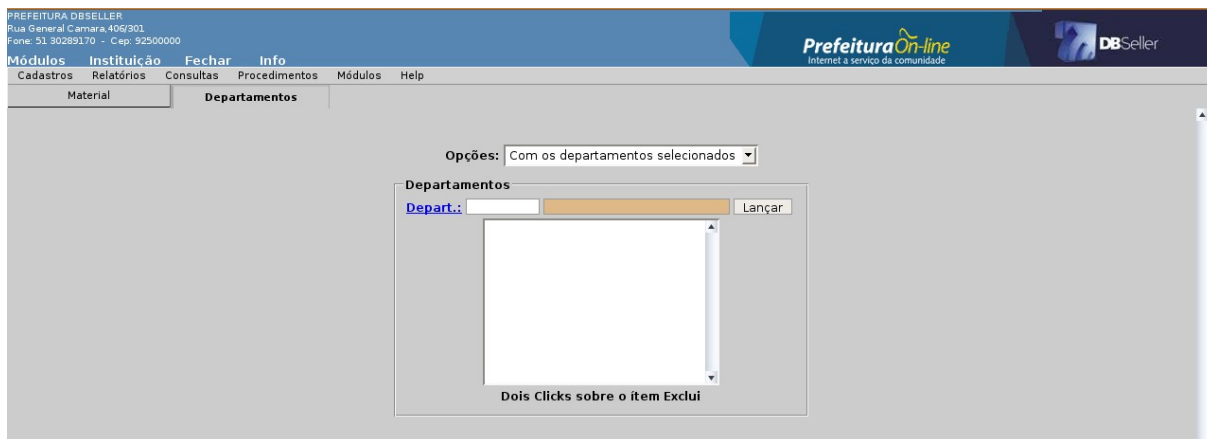 PREFEITURA DBSELLER
Rua General Camara,406/301
Fone: 51 30289170 - Cep: 92500000
Módulos Instituição Fechar Info
Prefeitura On-line
Internet a serviço da comunidade
DBSeller
Cadastros Relatórios Consultas Procedimentos Módulos Help
Material Departamentos
Opções: Com os departamentos selecionados
Departamentos
Depart.: Lançar
Dois Clicks sobre o ítem Exclui